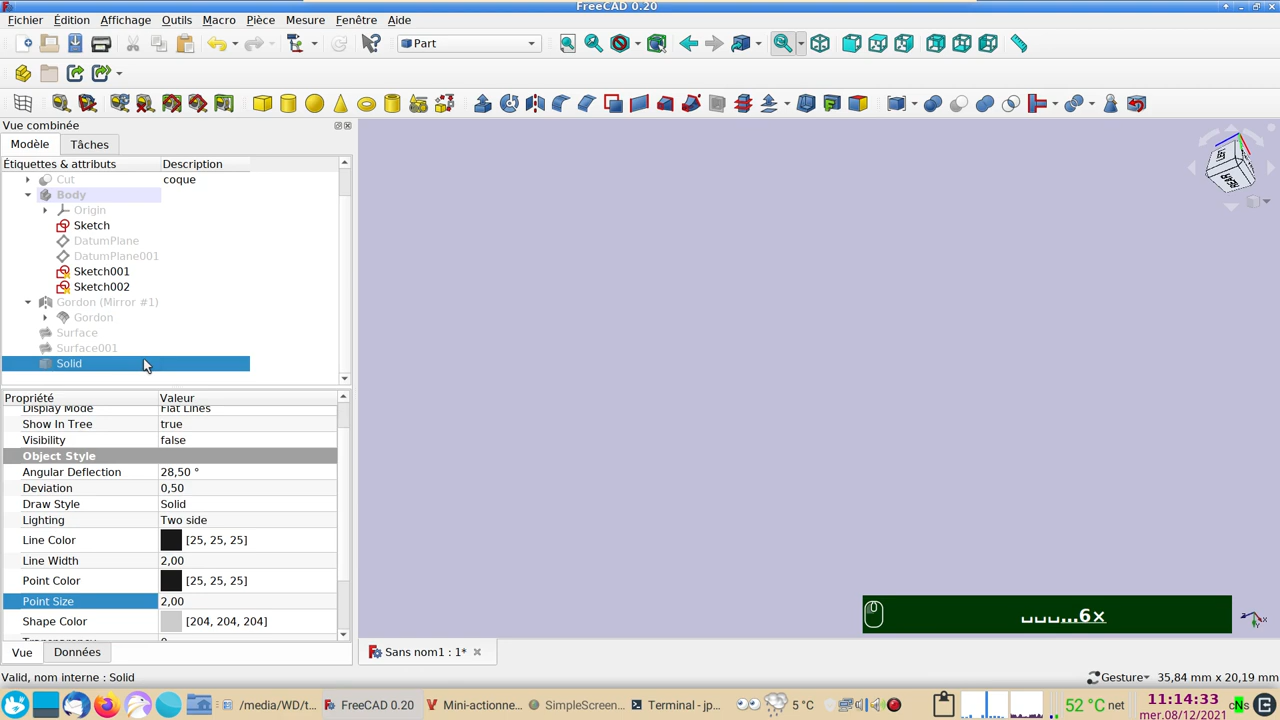 FreeCAD 0.20
Fichier Édition Affichage Outils Macro Pièce Mesure Fenêtre Aide
Part
Vue combinée
Modèle Tâches
Étiquettes & attributs Description
Cut coque
Body
Origin
Sketch
DatumPlane
DatumPlane001
Sketch001
Sketch002
Gordon (Mirror #1)
Gordon
Surface
Surface001
Solid
Propriété Valeur
Display Mode Flat Lines
Show In Tree true
Visibility false
Object Style
Angular Deflection 28,50 °
Deviation 0,50
Draw Style Solid
Lighting Two side
Line Color [25, 25, 25]
Line Width 2,00
Point Color [25, 25, 25]
Point Size 2,00
Shape Color [204, 204, 204]
Transparency 0
␣␣␣...6×
Vue Données
Sans nom1 : 1*
Valid, nom interne : Solid
Gesture 35,84 mm x 20,19 mm
/media/WD/t... FreeCAD 0.20 Mini-actionne... SimpleScreen... Terminal - jp... 5 °C 52 °C net 11:14:33
mer.08/12/2021